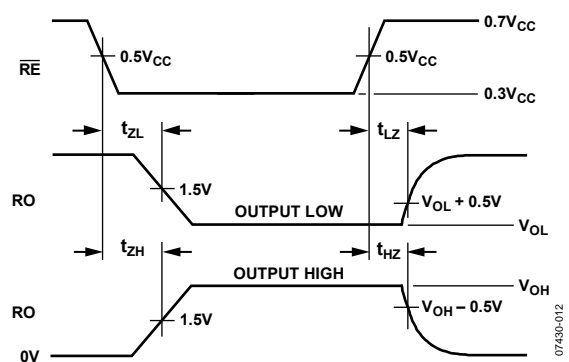 0.7VCC
RE
0.5VCC
0.5VCC
0.3VCC
tZL
tLZ
RO
1.5V
OUTPUT LOW
VOL + 0.5V
VOL
tZH
tHZ
OUTPUT HIGH
VOH
RO
1.5V
VOH – 0.5V
0V
07430-012